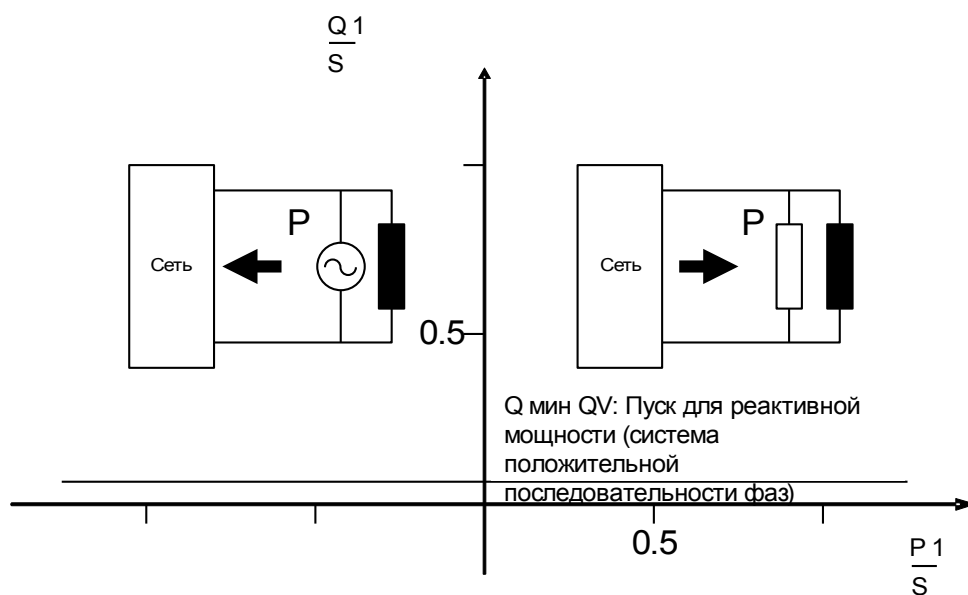 Q 1
S
P
P
Сеть
Сеть
0.5
Q мин QV: Пуск для реактивной
мощности (система
положительной
последовательности фаз)
0.5
P 1
S